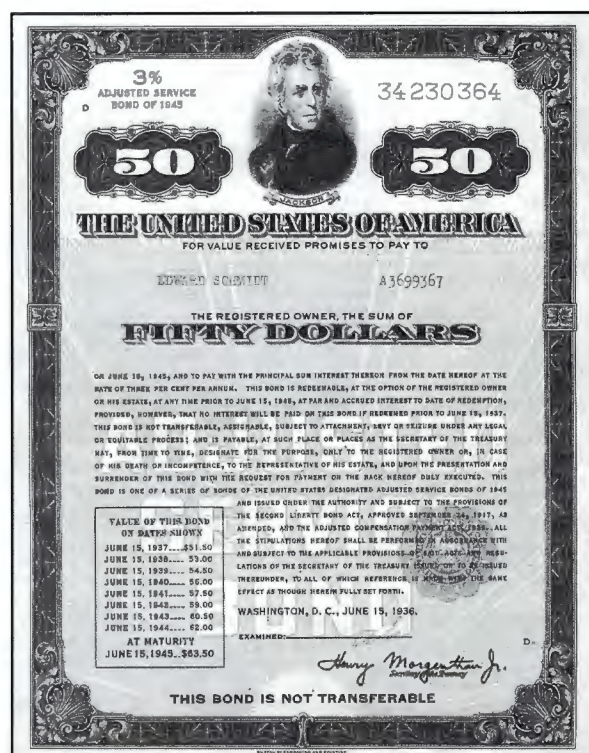 3%
ADJUSTED SERVICE
BOND OF 1945
D
34230364
50
50
JACKSON
THE UNITED STATES OF AMERICA
FOR VALUE RECEIVED PROMISES TO PAY TO
EDWARD SCHMIDT A3699367
THE REGISTERED OWNER, THE SUM OF
FIFTY DOLLARS
ON JUNE 15, 1945, AND TO PAY WITH THE PRINCIPAL SUM INTEREST THEREON FROM THE DATE HEREOF AT THE
RATE OF THREE PER CENT PER ANNUM. THIS BOND IS REDEEMABLE, AT THE OPTION OF THE REGISTERED OWNER
OR HIS ESTATE, AT ANY TIME PRIOR TO JUNE 15, 1945, AT PAR AND ACCRUED INTEREST TO DATE OF REDEMPTION,
PROVIDED, HOWEVER, THAT NO INTEREST WILL BE PAID ON THIS BOND IF REDEEMED PRIOR TO JUNE 15, 1937.
THIS BOND IS NOT TRANSFERABLE, ASSIGNABLE, SUBJECT TO ATTACHMENT, LEVY OR SEIZURE UNDER ANY LEGAL
OR EQUITABLE PROCESS; AND IS PAYABLE, AT SUCH PLACE OR PLACES AS THE SECRETARY OF THE TREASURY
MAY, FROM TIME TO TIME, DESIGNATE FOR THE PURPOSE, ONLY TO THE REGISTERED OWNER OR, IN CASE
OF HIS DEATH OR INCOMPETENCE, TO THE REPRESENTATIVE OF HIS ESTATE, AND UPON THE PRESENTATION AND
SURRENDER OF THIS BOND WITH THE REQUEST FOR PAYMENT ON THE BACK HEREOF DULY EXECUTED. THIS
BOND IS ONE OF A SERIES OF BONDS OF THE UNITED STATES DESIGNATED ADJUSTED SERVICE BONDS OF 1945
AND ISSUED UNDER THE AUTHORITY AND SUBJECT TO THE PROVISIONS OF
THE SECOND LIBERTY BOND ACT, APPROVED SEPTEMBER 24, 1917, AS
AMENDED, AND THE ADJUSTED COMPENSATION PAYMENT ACT, 1936. ALL
THE STIPULATIONS HEREOF SHALL BE PERFORMED IN ACCORDANCE WITH
AND SUBJECT TO THE APPLICABLE PROVISIONS OF SAID ACTS AND REGU-
LATIONS OF THE SECRETARY OF THE TREASURY ISSUED OR TO BE ISSUED
THEREUNDER, TO ALL OF WHICH REFERENCE IS MADE WITH THE SAME
EFFECT AS THOUGH HEREIN FULLY SET FORTH.
WASHINGTON, D. C., JUNE 15, 1936.
EXAMINED:
VALUE OF THIS BOND
ON DATES SHOWN
JUNE 15, 1937....$51.50
JUNE 15, 1938.... 53.00
JUNE 15, 1939.... 54.50
JUNE 15, 1940.... 56.00
JUNE 15, 1941.... 57.50
JUNE 15, 1942.... 59.00
JUNE 15, 1943.... 60.50
JUNE 15, 1944.... 62.00
AT MATURITY
JUNE 15, 1945..$63.50
D
Henry Morgenthau Jr.
Secretary of the Treasury
THIS BOND IS NOT TRANSFERABLE
BUREAU OF ENGRAVING AND PRINTING